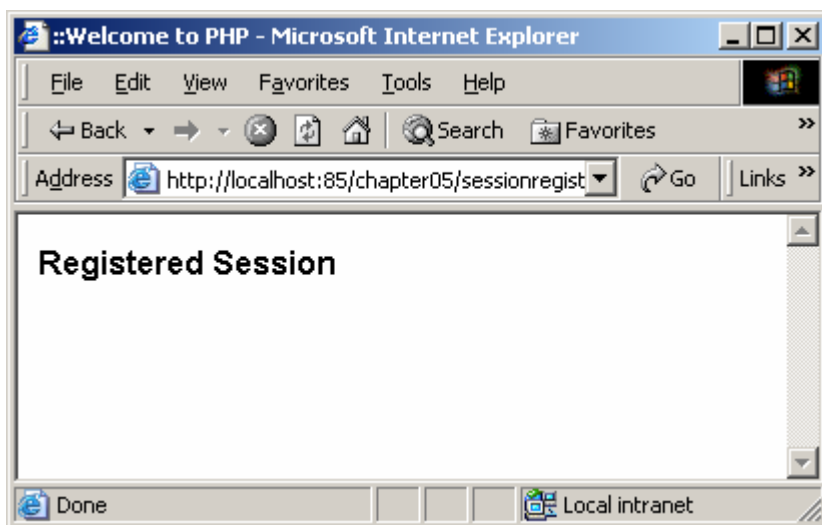 ::Welcome to PHP - Microsoft Internet Explorer
File Edit View Favorites Tools Help
Back Search Favorites »
Address http://localhost:85/chapter05/sessionregist Go Links »
Registered Session
Done Local intranet